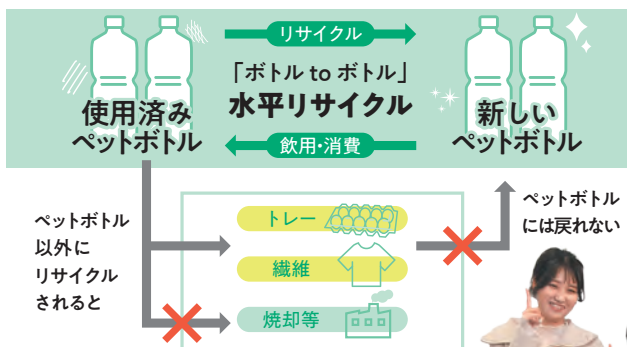 リサイクル
「ボトル to ボトル」
水平リサイクル
飲用・消費
使用済み
ペットボトル
新しい
ペットボトル
ペットボトル
以外に
リサイクル
されると
トレー
繊維
焼却等
ペットボトル
には戻れない